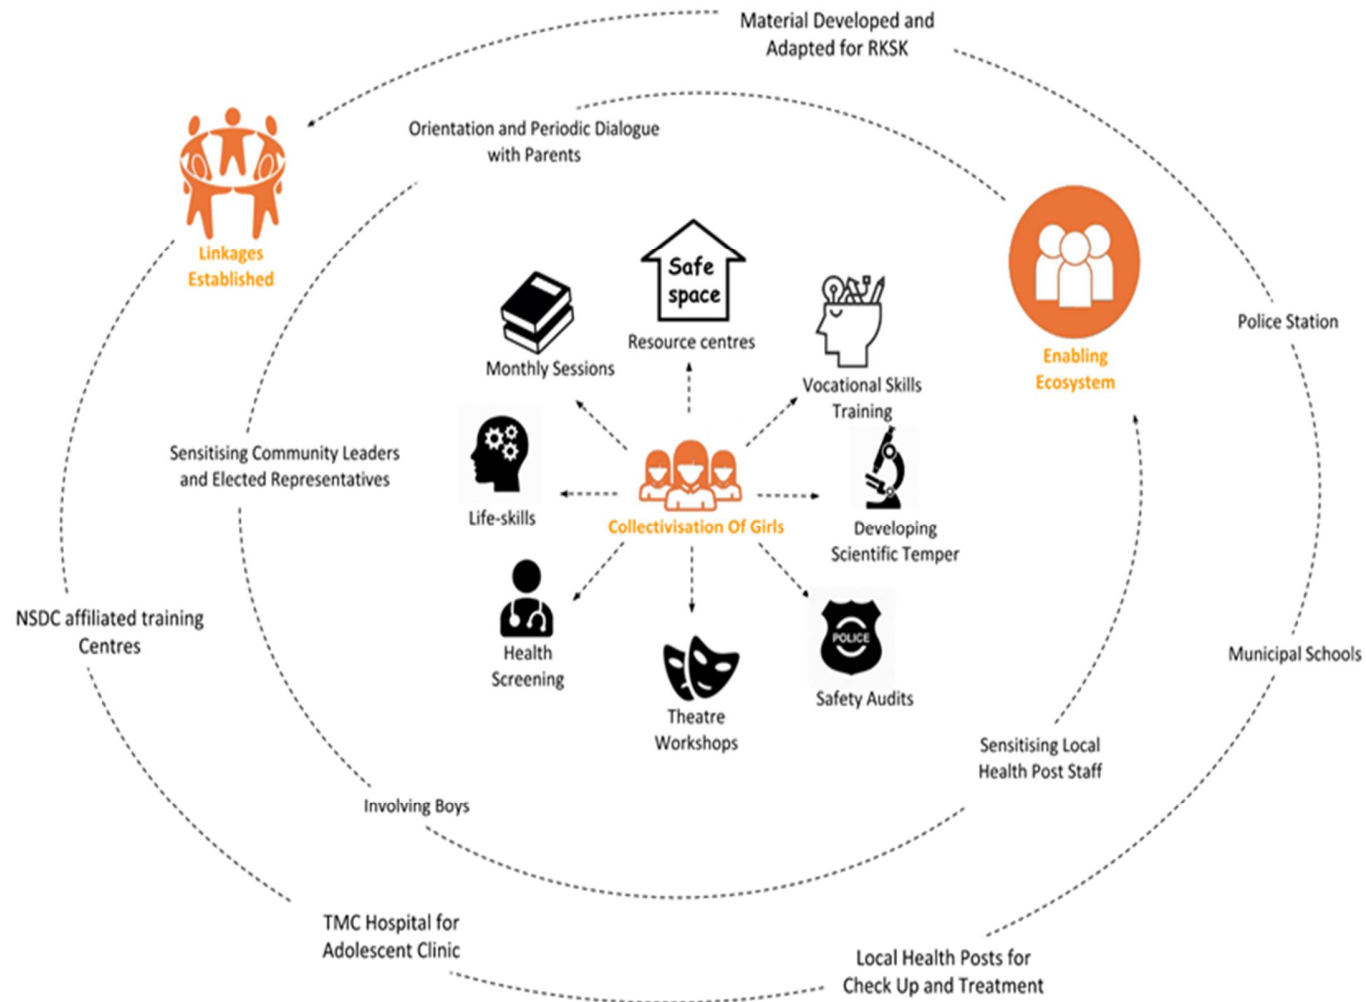 Material Developed and
Adapted for RKSK
Orientation and Periodic Dialogue
with Parents
Linkages
Established
Safe
space
Resource centres
Monthly Sessions
Vocational Skills
Training
Enabling
Ecosystem
Police Station
Sensitising Community Leaders
and Elected Representatives
Life-skills
Collectivisation Of Girls
Developing
Scientific Temper
NSDC affiliated training
Centres
Health
Screening
POLICE
Safety Audits
Municipal Schools
Theatre
Workshops
Sensitising Local
Health Post Staff
Involving Boys
TMC Hospital for
Adolescent Clinic
Local Health Posts for
Check Up and Treatment